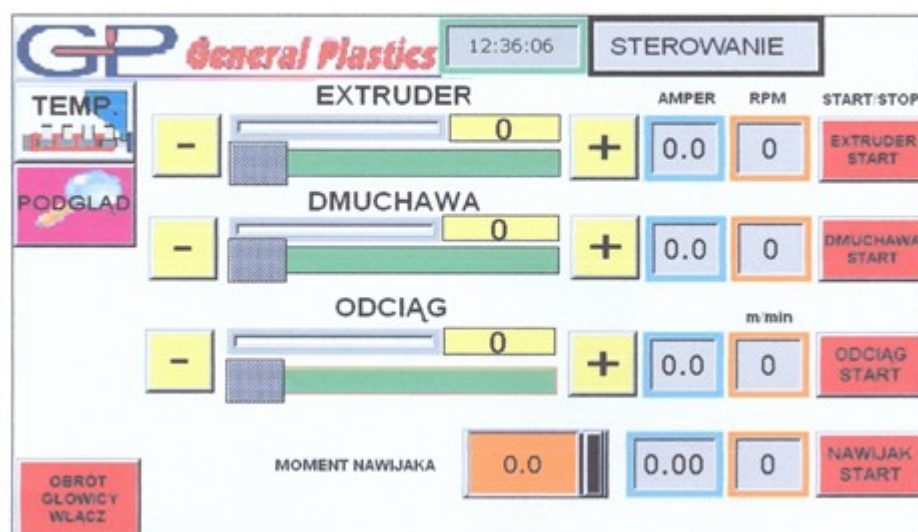 GP General Plastics 12:36:06 STEROWANIE
TEMP.
EXTRUDER AMPER RPM START/STOP
- 0 + 0.0 0 EXTRUDER
START
PODGLĄD
DMUCHAWA
- 0 + 0.0 0 DMUCHAWA
START
ODCIĄG m/min
- 0 + 0.0 0 ODCIĄG
START
MOMENT NAWIJAKA 0.0 0.00 0 NAWIJAK
START
OBRÓT
GŁOWICY
WŁĄCZ